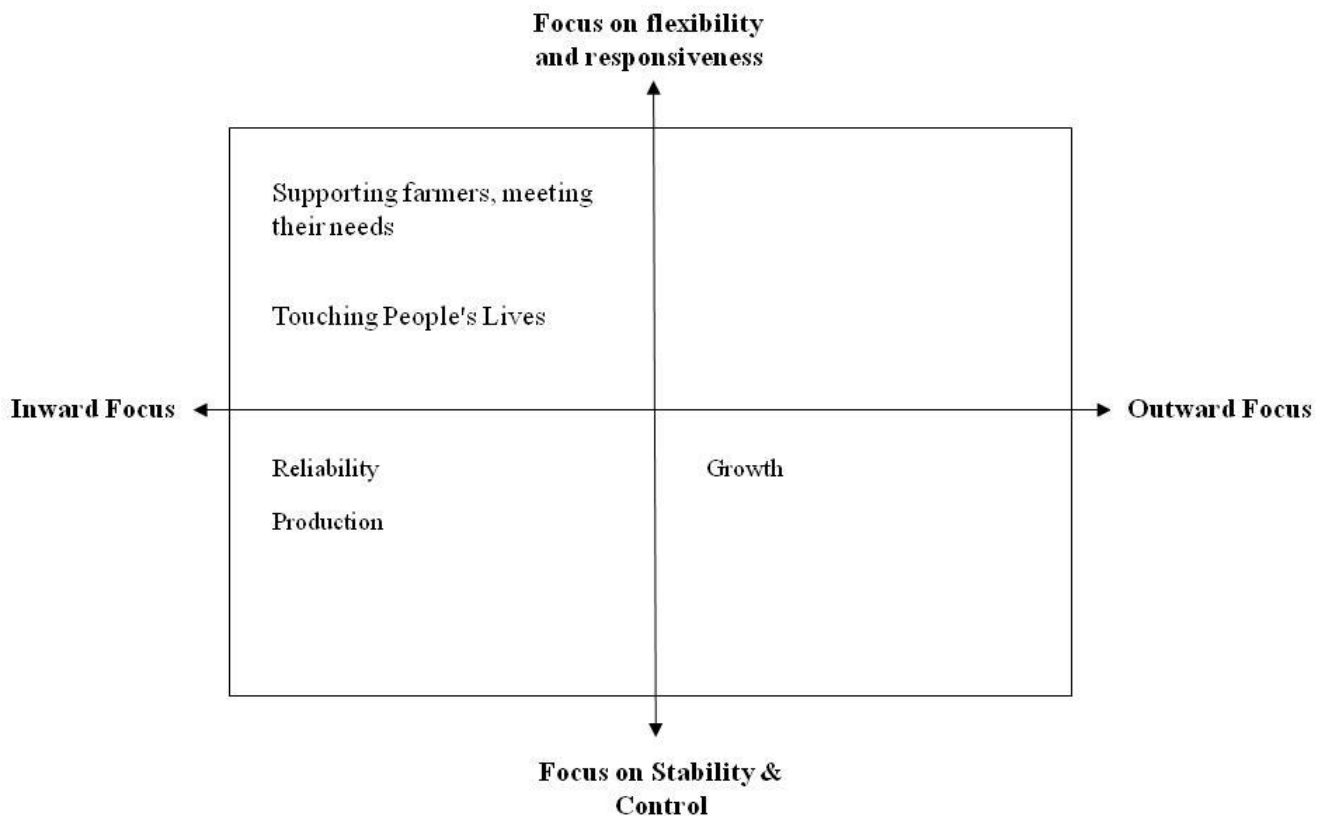 Focus on flexibility
and responsiveness
Supporting farmers, meeting
their needs
Touching People's Lives
Inward Focus
Outward Focus
Reliability
Growth
Production
Focus on Stability &
Control